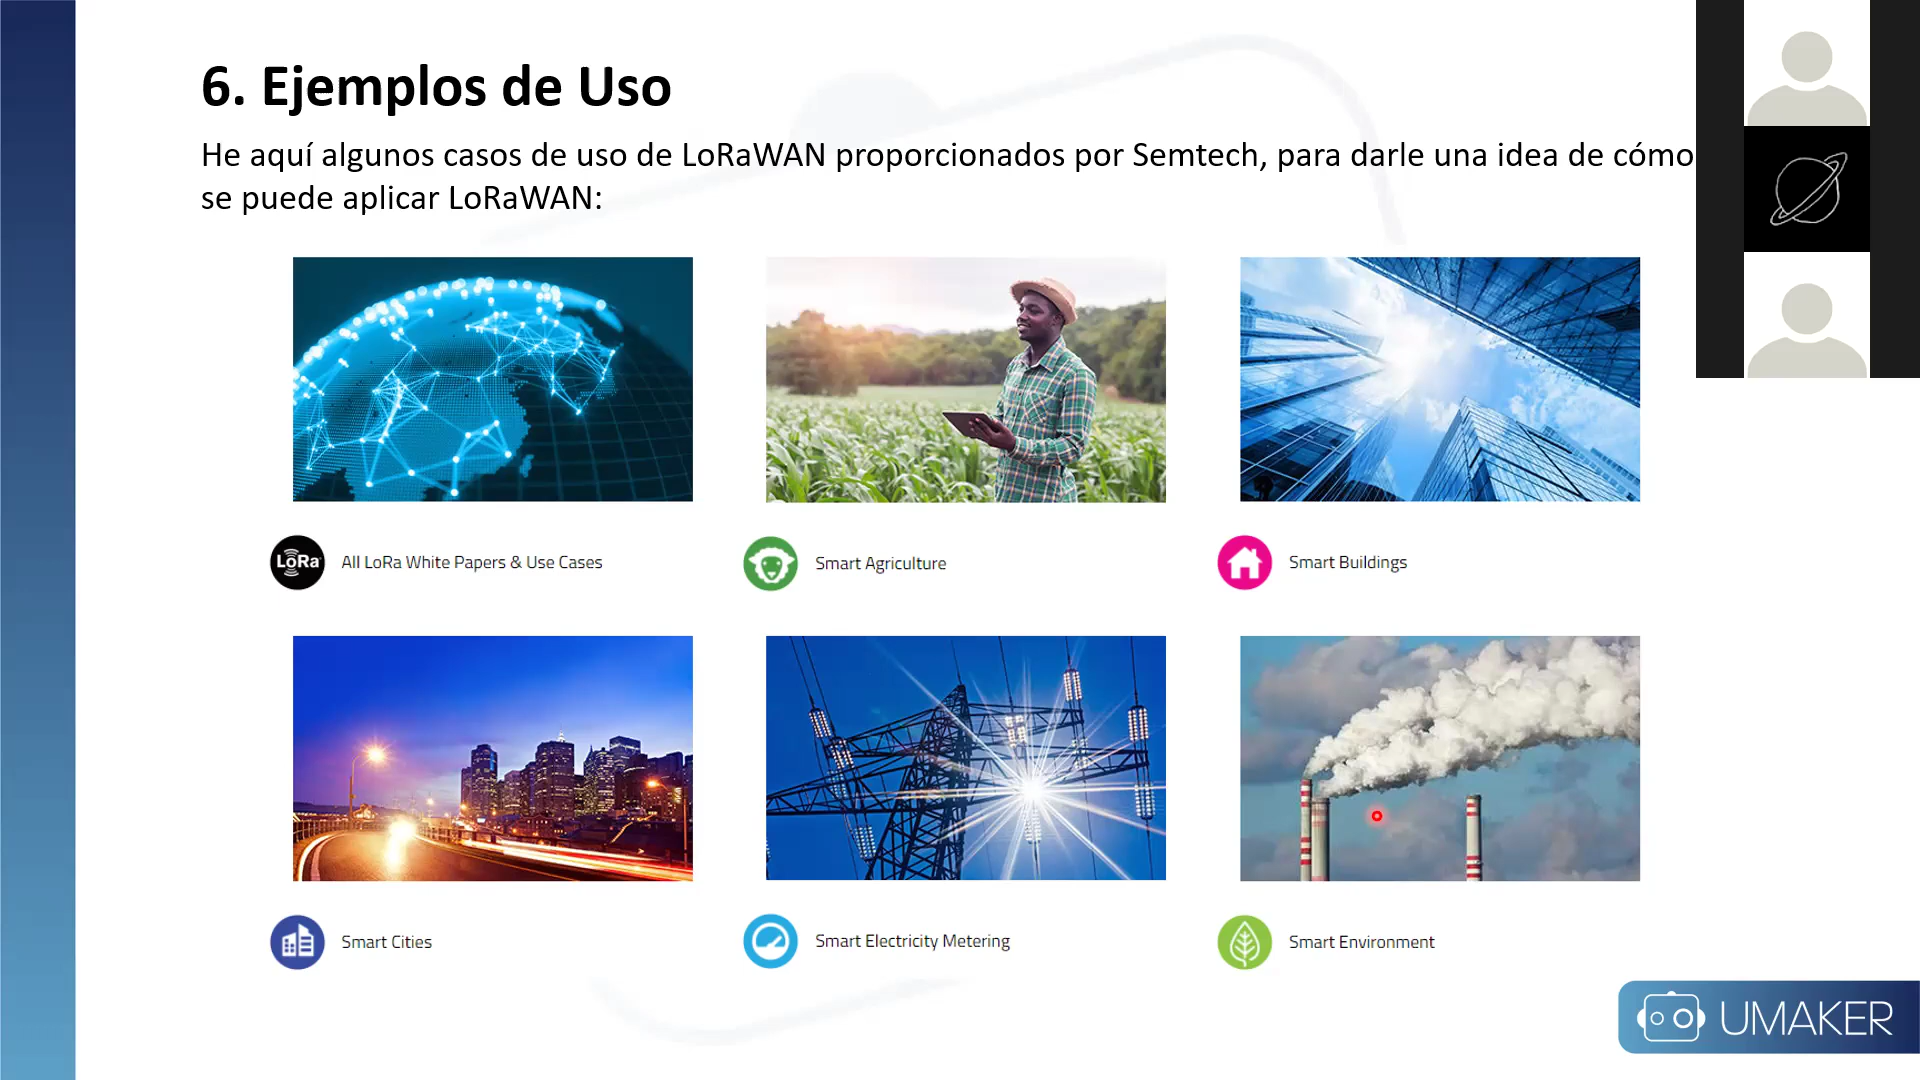 6. Ejemplos de Uso
He aquí algunos casos de uso de LoRaWAN proporcionados por Semtech, para darle una idea de cómo
se puede aplicar LoRaWAN:
LoRa
All LoRa White Papers & Use Cases
Smart Agriculture
Smart Buildings
Smart Cities
Smart Electricity Metering
Smart Environment
UMAKER